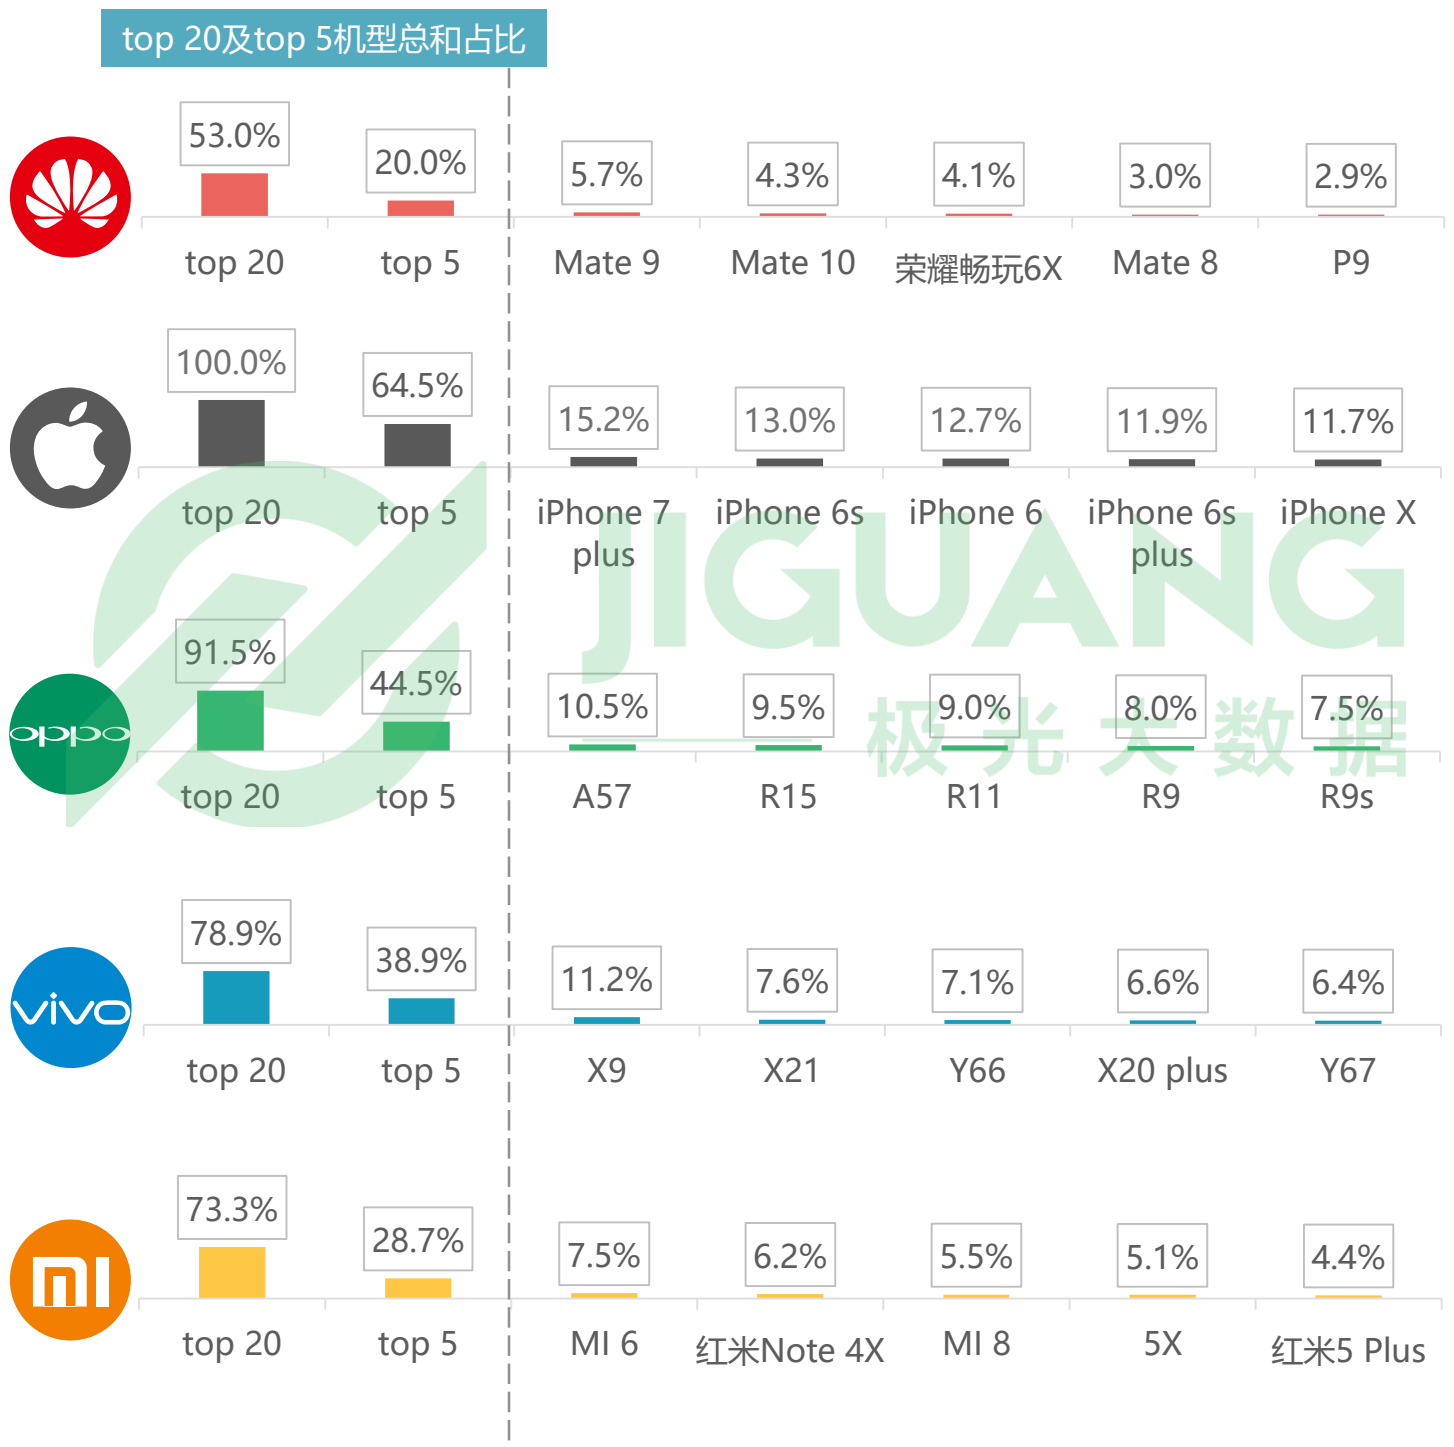 top 20及top 5机型总和占比
53.0%
20.0%
5.7%
4.3%
4.1%
3.0%
2.9%
top 20
top 5
Mate 9
Mate 10
荣耀畅玩6X
Mate 8
P9
100.0%
64.5%
15.2%
13.0%
12.7%
11.9%
11.7%
top 20
top 5
iPhone 7 plus
iPhone 6s
iPhone 6
iPhone 6s plus
iPhone X
JIGUANG
极光大数据
oppo
91.5%
44.5%
10.5%
9.5%
9.0%
8.0%
7.5%
top 20
top 5
A57
R15
R11
R9
R9s
vivo
78.9%
38.9%
11.2%
7.6%
7.1%
6.6%
6.4%
top 20
top 5
X9
X21
Y66
X20 plus
Y67
MI
73.3%
28.7%
7.5%
6.2%
5.5%
5.1%
4.4%
top 20
top 5
MI 6
红米Note 4X
MI 8
5X
红米5 Plus